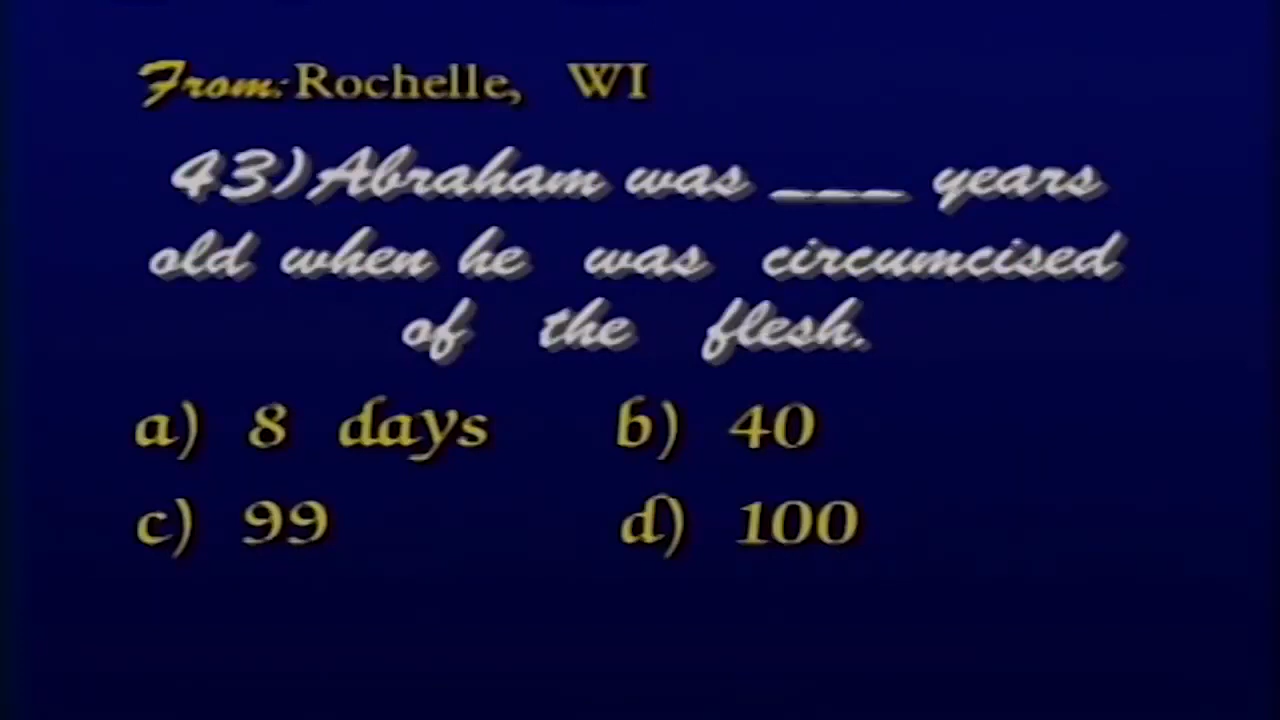 From: Rochelle, WI
43) Abraham was ___ years
old when he was circumcised
of the flesh.
a) 8 days b) 40
c) 99 d) 100